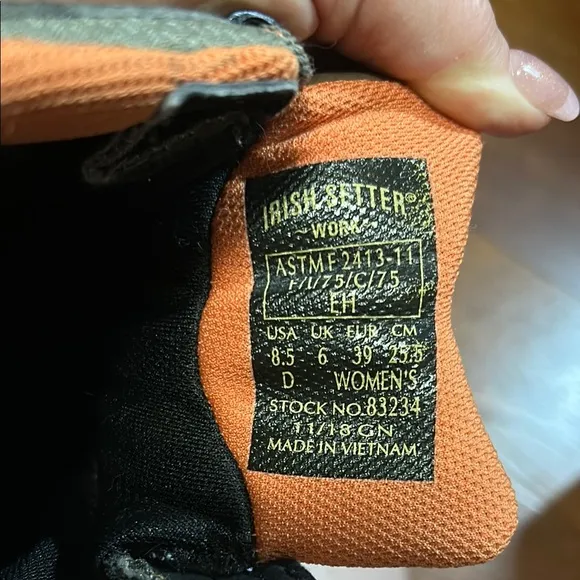 IRISH SETTER®
~WORK~
ASTM F 2413-11
F/I/75/C/75
EH
USA UK EUR CM
8.5 6 39 25.5
D WOMEN'S
STOCK NO.83234
11/18 GN
MADE IN VIETNAM